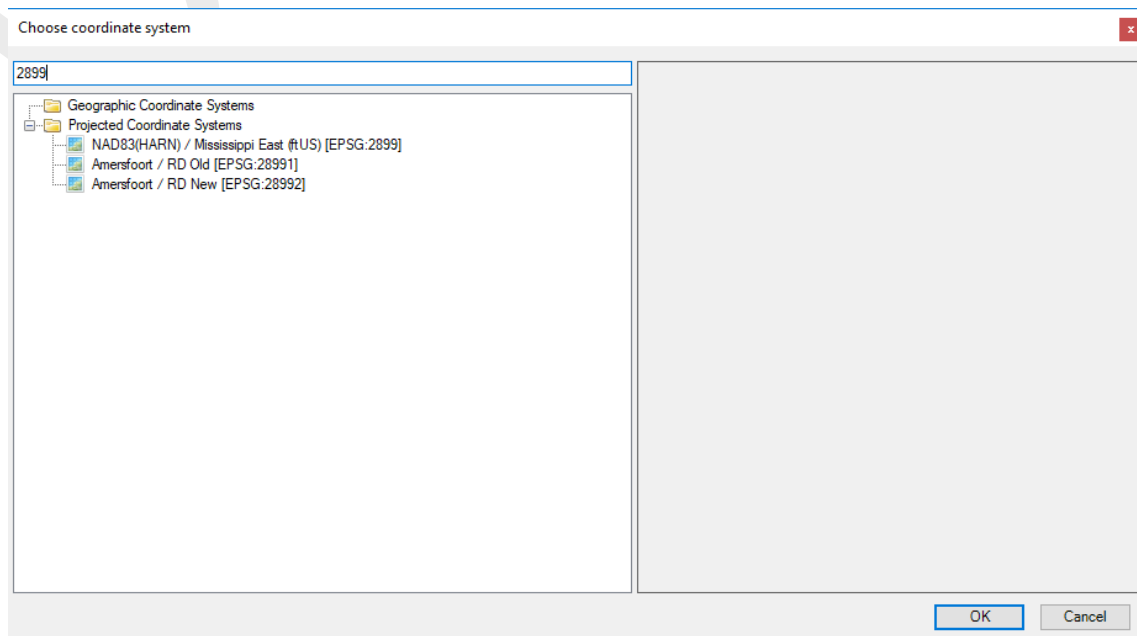 Choose coordinate system
x
2899
Geographic Coordinate Systems
Projected Coordinate Systems
NAD83(HARN) / Mississippi East (ftUS) [EPSG:2899]
Amersfoort / RD Old [EPSG:28991]
Amersfoort / RD New [EPSG:28992]
OK Cancel